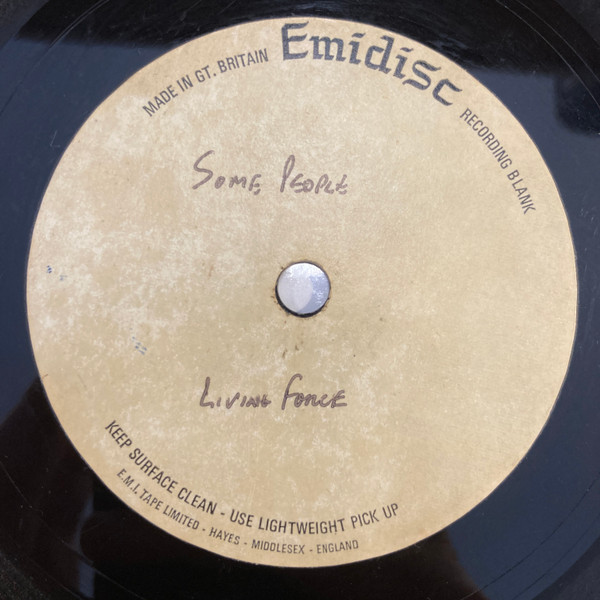 MADE IN GT. BRITAIN
Emidisc
RECORDING BLANK
SOME PEOPLE
LIVING FORCE
KEEP SURFACE CLEAN - USE LIGHTWEIGHT PICK UP
E.M.I. TAPE LIMITED - HAYES - MIDDLESEX - ENGLAND